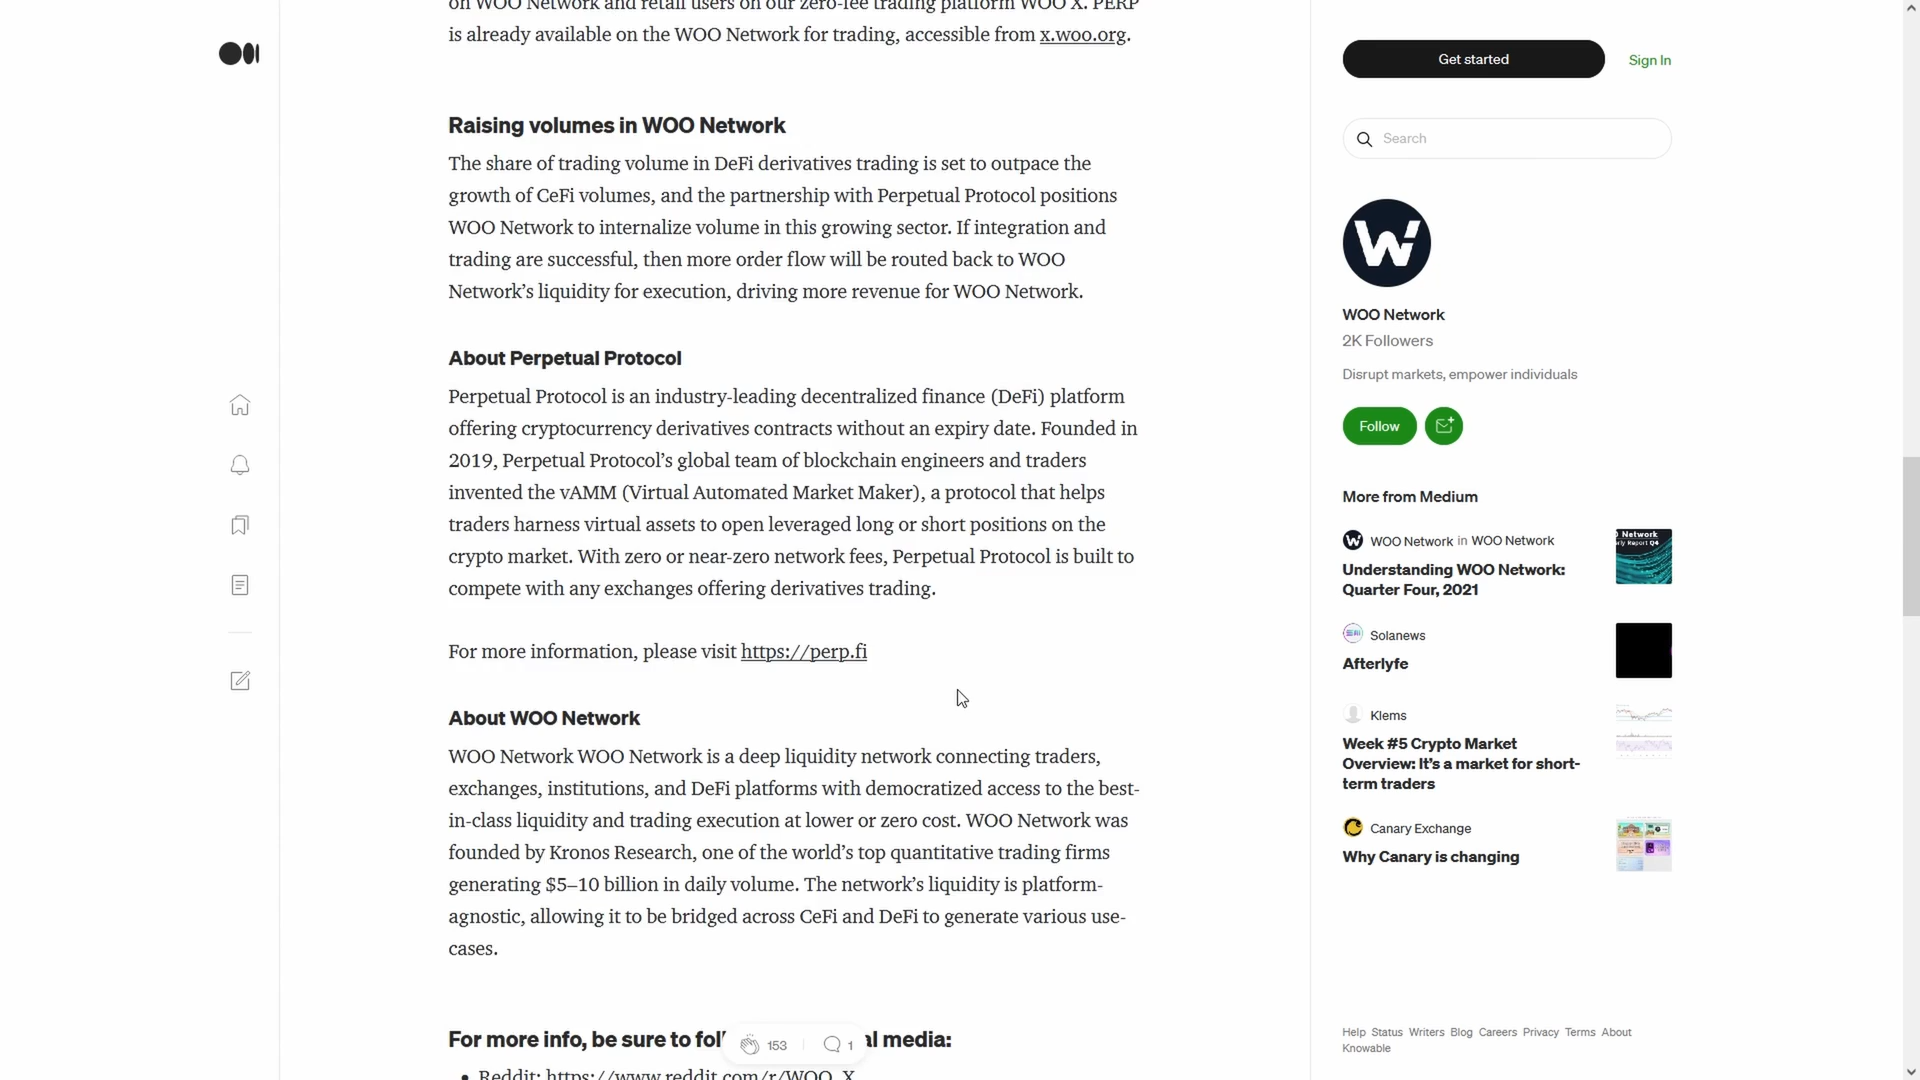 on WOO Network and retail users on our zero-fee trading platform WOO X. PERP
is already available on the WOO Network for trading, accessible from x.woo.org.
Raising volumes in WOO Network
The share of trading volume in DeFi derivatives trading is set to outpace the
growth of CeFi volumes, and the partnership with Perpetual Protocol positions
WOO Network to internalize volume in this growing sector. If integration and
trading are successful, then more order flow will be routed back to WOO
Network’s liquidity for execution, driving more revenue for WOO Network.
About Perpetual Protocol
Perpetual Protocol is an industry-leading decentralized finance (DeFi) platform
offering cryptocurrency derivatives contracts without an expiry date. Founded in
2019, Perpetual Protocol’s global team of blockchain engineers and traders
invented the vAMM (Virtual Automated Market Maker), a protocol that helps
traders harness virtual assets to open leveraged long or short positions on the
crypto market. With zero or near-zero network fees, Perpetual Protocol is built to
compete with any exchanges offering derivatives trading.
For more information, please visit https://perp.fi
About WOO Network
WOO Network WOO Network is a deep liquidity network connecting traders,
exchanges, institutions, and DeFi platforms with democratized access to the best-
in-class liquidity and trading execution at lower or zero cost. WOO Network was
founded by Kronos Research, one of the world’s top quantitative trading firms
generating $5–10 billion in daily volume. The network’s liquidity is platform-
agnostic, allowing it to be bridged across CeFi and DeFi to generate various use-
cases.
For more info, be sure to fol al media:
153 1
Reddit: https://www.reddit.com/r/WOO_X
Get started
Sign In
Search
WOO Network
2K Followers
Disrupt markets, empower individuals
Follow
More from Medium
WOO Network in WOO Network
Understanding WOO Network:
Quarter Four, 2021
Network
rly Report Q4
Solanews
Afterlyfe
Klems
Week #5 Crypto Market
Overview: It’s a market for short-
term traders
Canary Exchange
Why Canary is changing
Help Status Writers Blog Careers Privacy Terms About
Knowable